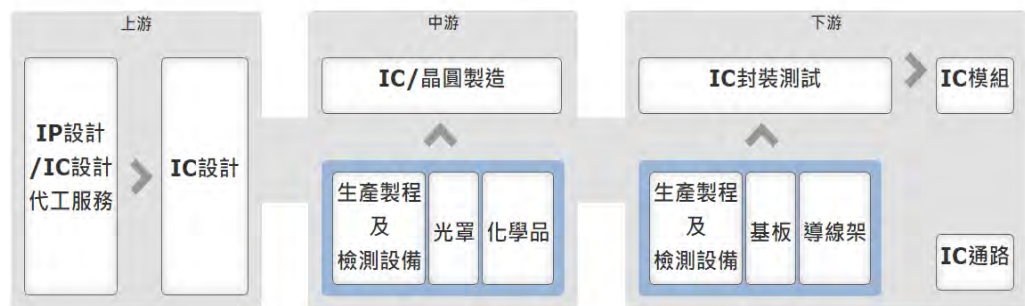 上游
IP設計
/IC設計
代工服務
IC設計
中游
IC/晶圓製造
生產製程
及
檢測設備
光罩
化學品
下游
IC封裝測試
IC模組
生產製程
及
檢測設備
基板
導線架
IC通路